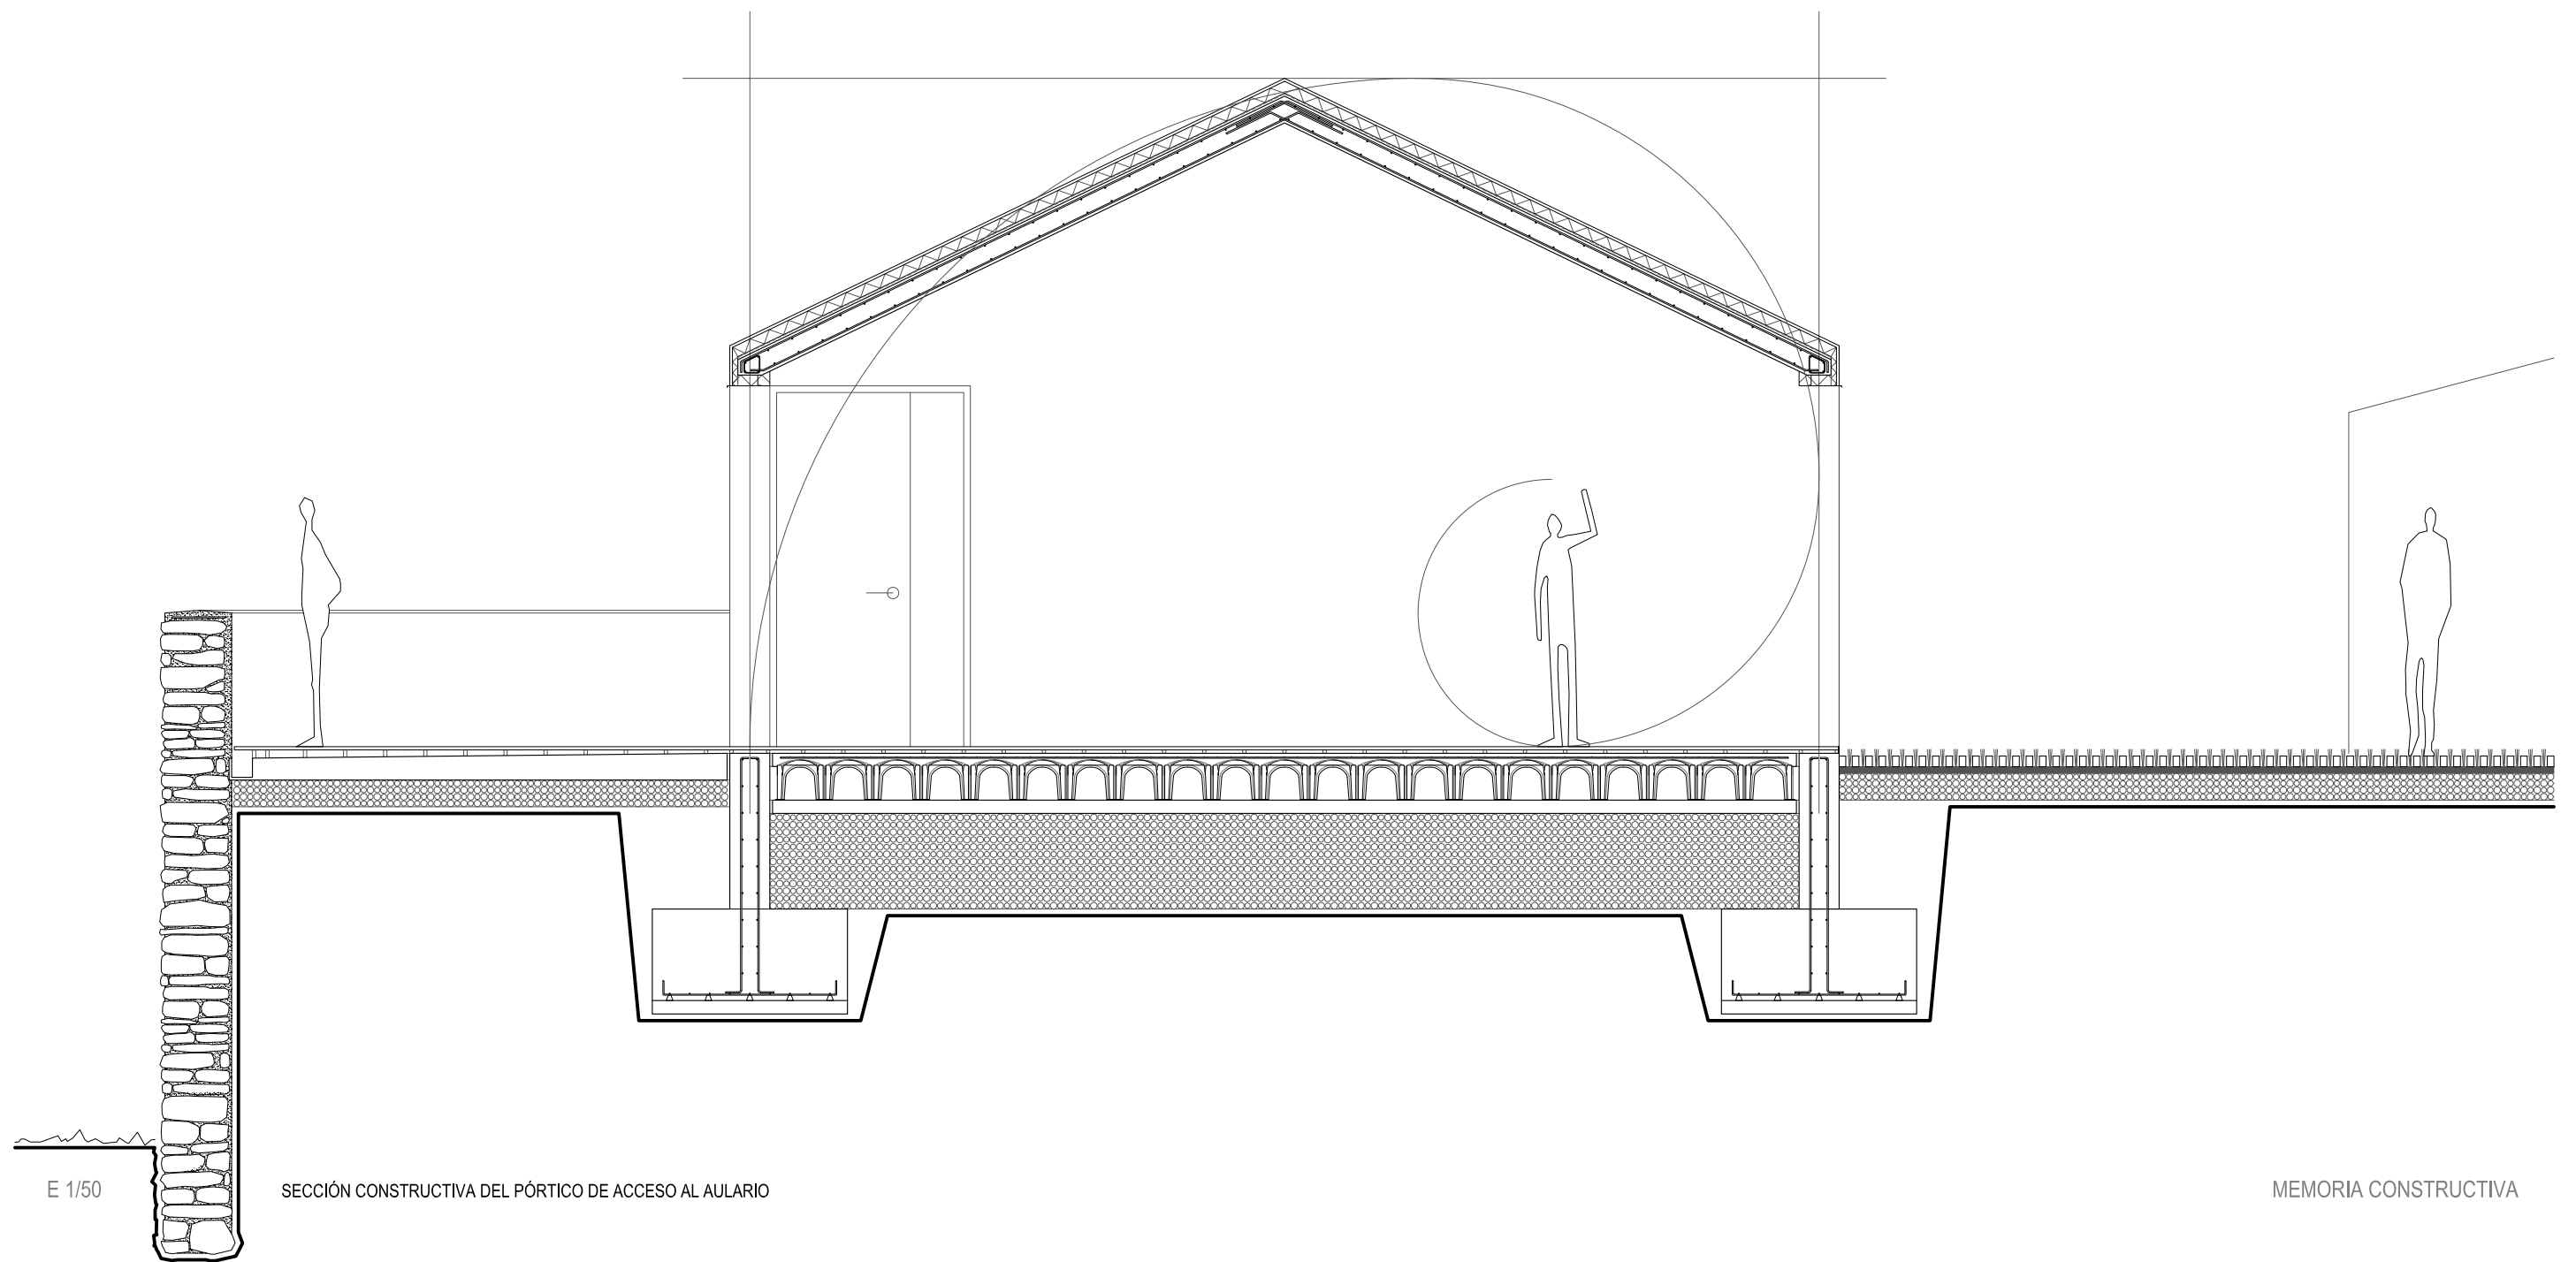 E 1/50
SECCIÓN CONSTRUCTIVA DEL PÓRTICO DE ACCESO AL AULARIO
MEMORIA CONSTRUCTIVA